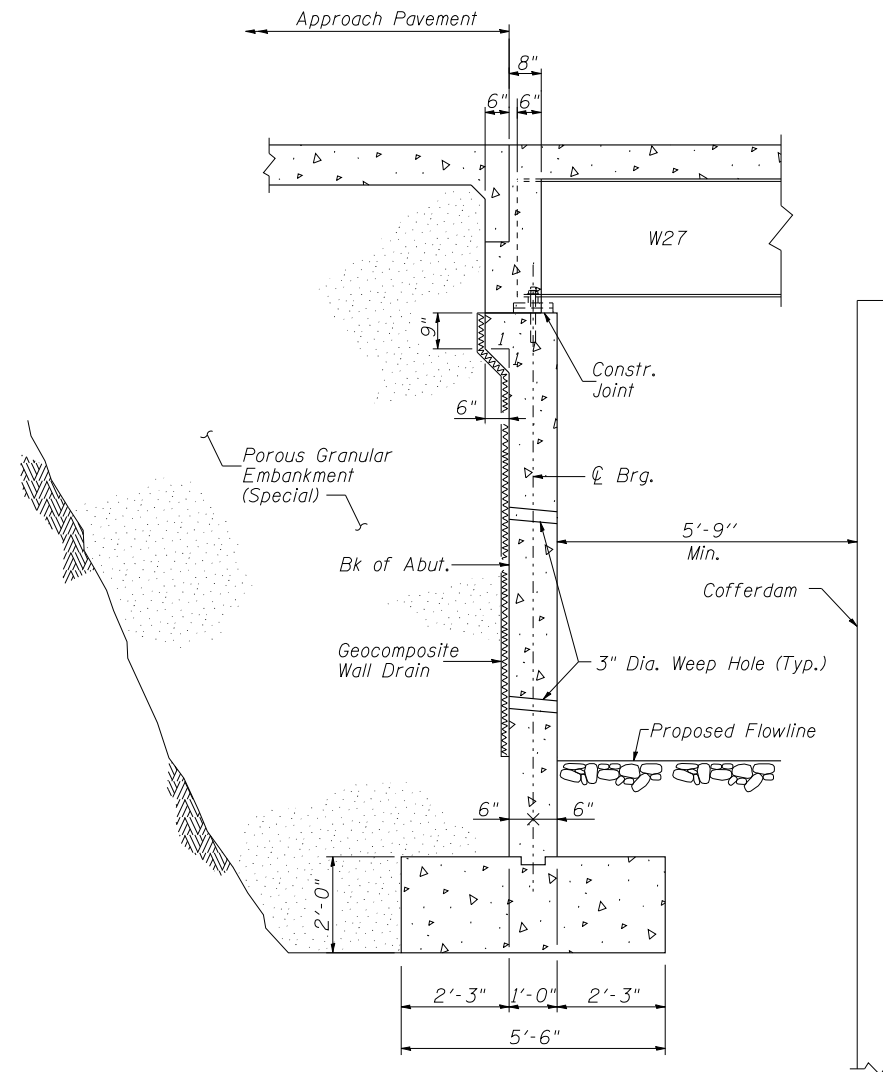 Approach Pavement
8"
6"
6"
W27
9"
1
1
Constr.
Joint
6"
Porous Granular
Embankment
(Special)
℄ Brg.
5'-9''
Min.
Bk of Abut.
Cofferdam
Geocomposite
Wall Drain
3" Dia. Weep Hole (Typ.)
Proposed Flowline
6"
6"
2'-0"
2'-3"
1'-0"
2'-3"
5'-6"